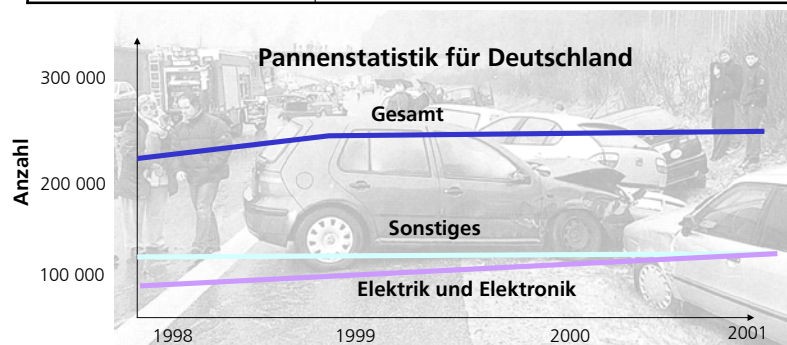 Pannenstatistik für Deutschland
300 000
Gesamt
Anzahl
200 000
Sonstiges
100 000
Elektrik und Elektronik
1998 1999 2000 2001